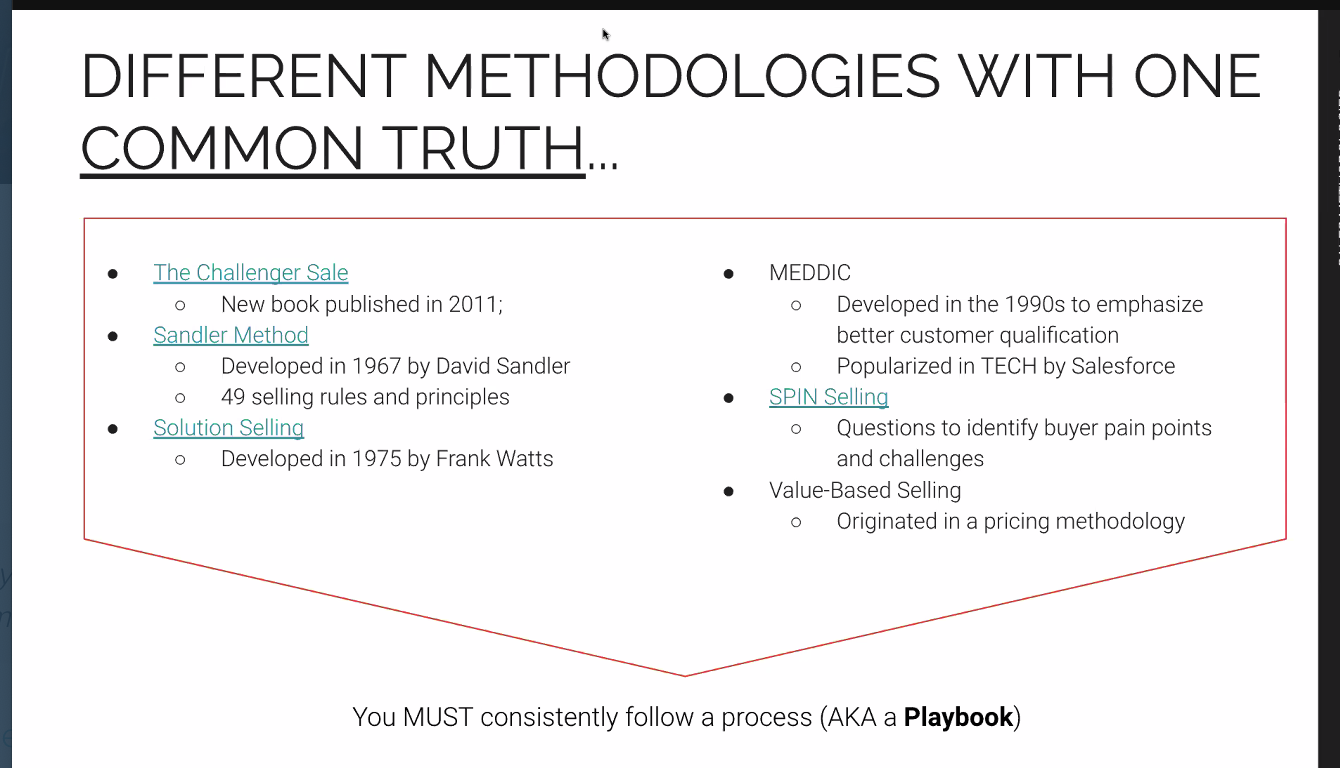 DIFFERENT METHODOLOGIES WITH ONE
COMMON TRUTH...
● The Challenger Sale
○ New book published in 2011;
● Sandler Method
○ Developed in 1967 by David Sandler
○ 49 selling rules and principles
● Solution Selling
○ Developed in 1975 by Frank Watts
● MEDDIC
○ Developed in the 1990s to emphasize
better customer qualification
○ Popularized in TECH by Salesforce
● SPIN Selling
○ Questions to identify buyer pain points
and challenges
● Value-Based Selling
○ Originated in a pricing methodology
You MUST consistently follow a process (AKA a Playbook)